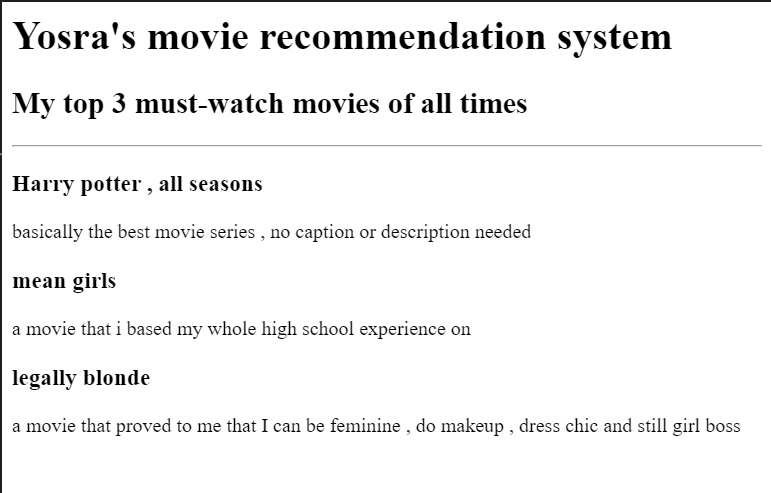 Yosra's movie recommendation system
My top 3 must-watch movies of all times
Harry potter , all seasons
basically the best movie series , no caption or description needed
mean girls
a movie that i based my whole high school experience on
legally blonde
a movie that proved to me that I can be feminine , do makeup , dress chic and still girl boss